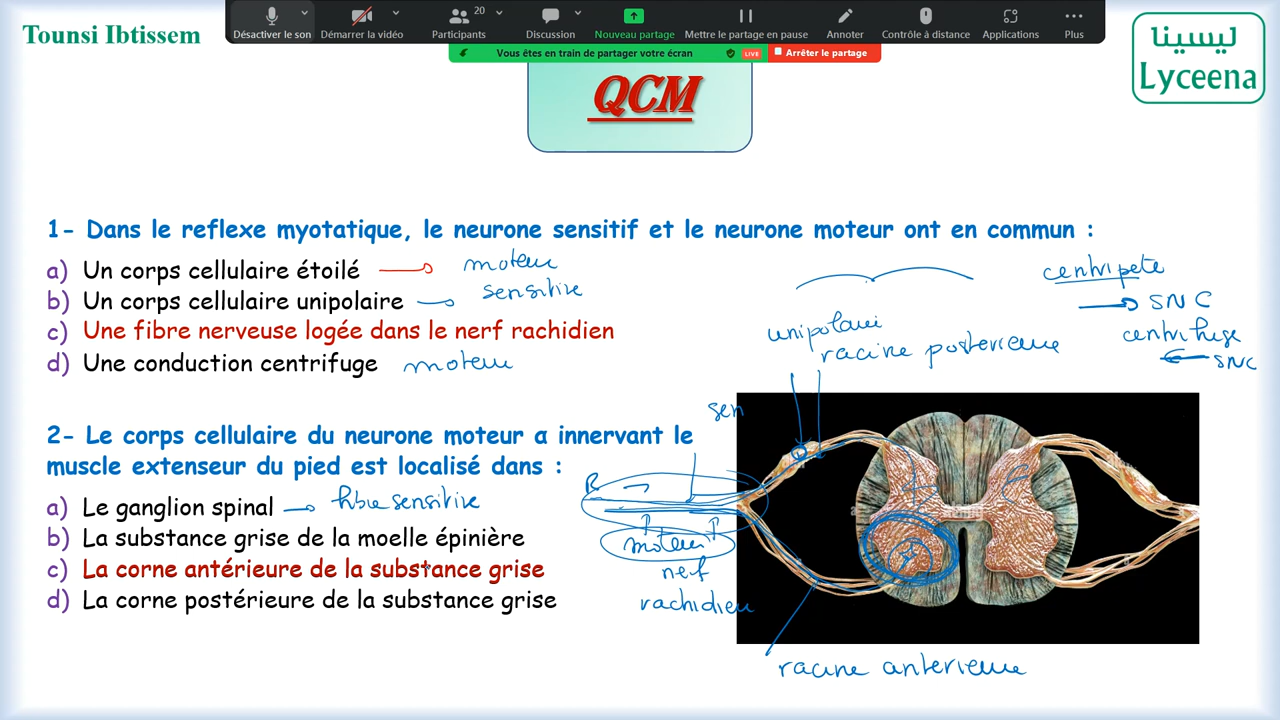 Tounsi Ibtissem
Désactiver le son
Démarrer la vidéo
20
Participants
Discussion
Nouveau partage
Mettre le partage en pause
Annoter
Contrôle à distance
Applications
Plus
Vous êtes en train de partager votre écran
LIVE
Arrêter le partage
ليسينا
Lyceena
QCM
1- Dans le reflexe myotatique, le neurone sensitif et le neurone moteur ont en commun :
a) Un corps cellulaire étoilé
moteur
b) Un corps cellulaire unipolaire
sensitive
c) Une fibre nerveuse logée dans le nerf rachidien
d) Une conduction centrifuge
moteur
centripete
SNC
centrifuge
SNC
unipolaire
racine posterieure
2- Le corps cellulaire du neurone moteur a innervant le
muscle extenseur du pied est localisé dans :
a) Le ganglion spinal
fibre sensitive
b) La substance grise de la moelle épinière
c) La corne antérieure de la substance grise
d) La corne postérieure de la substance grise
sen
R
moteur
nerf
rachidieu
racine anterieure